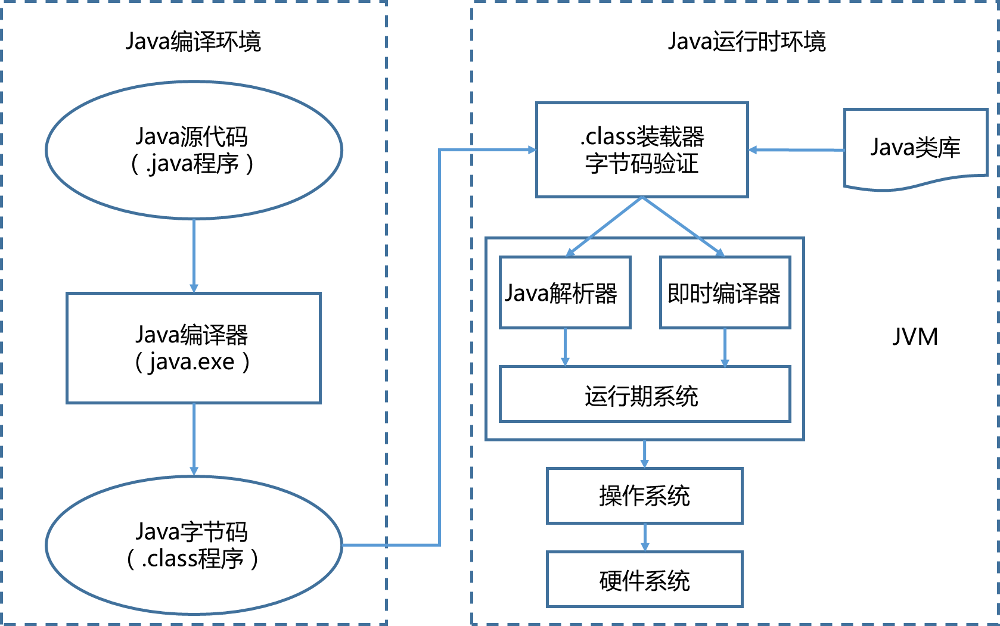 Java编译环境
Java源代码
（.java程序）
Java编译器
（java.exe）
Java字节码
（.class程序）
Java运行时环境
.class装载器
字节码验证
Java类库
Java解析器
即时编译器
运行期系统
JVM
操作系统
硬件系统